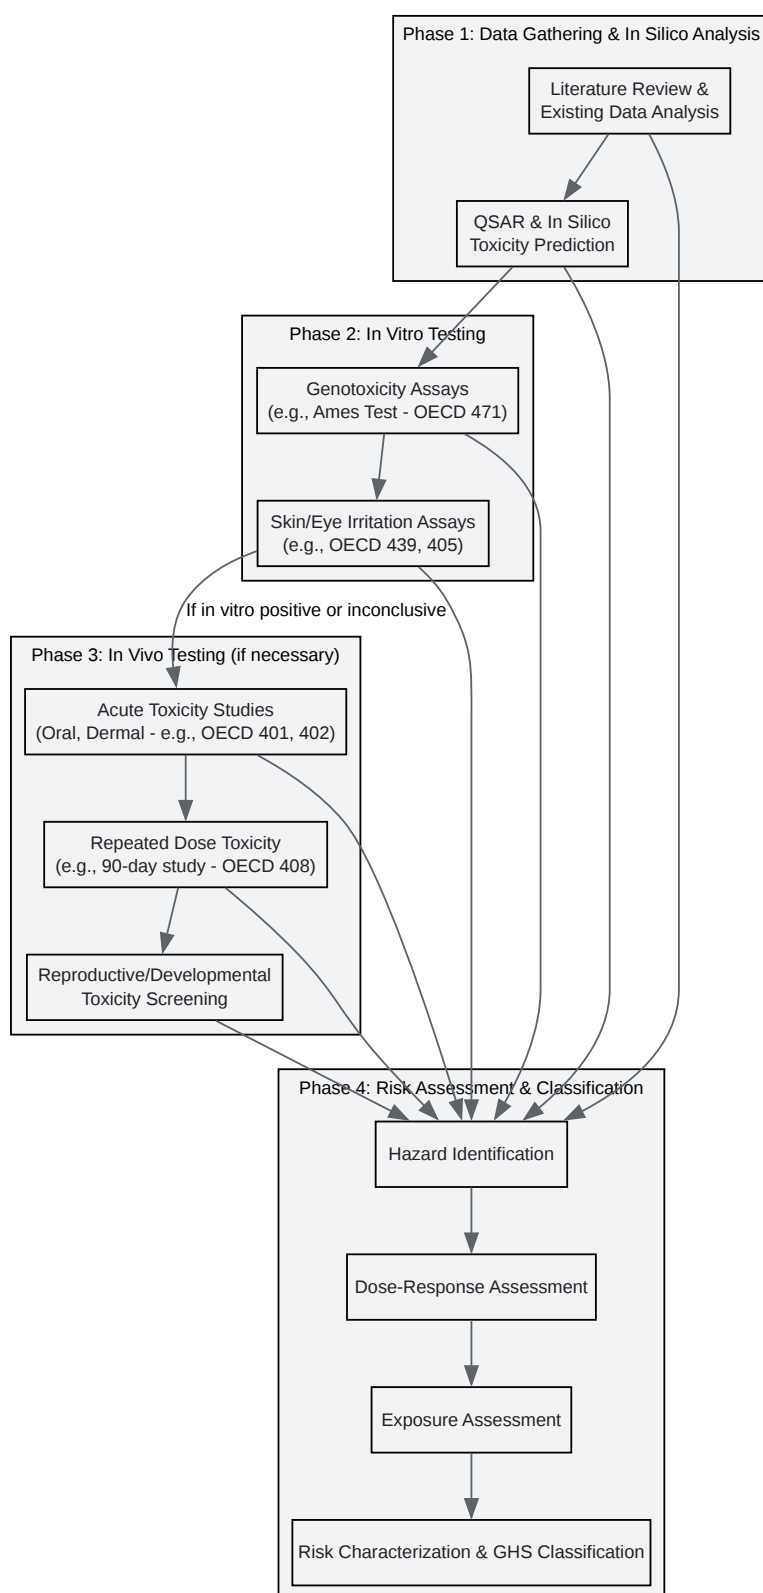 Phase 1: Data Gathering & In Silico Analysis
Literature Review &
Existing Data Analysis
QSAR & In Silico
Toxicity Prediction
Phase 2: In Vitro Testing
Genotoxicity Assays
(e.g., Ames Test - OECD 471)
Skin/Eye Irritation Assays
(e.g., OECD 439, 405)
If in vitro positive or inconclusive
Phase 3: In Vivo Testing (if necessary)
Acute Toxicity Studies
(Oral, Dermal - e.g., OECD 401, 402)
Repeated Dose Toxicity
(e.g., 90-day study - OECD 408)
Reproductive/Developmental
Toxicity Screening
Phase 4: Risk Assessment & Classification
Hazard Identification
Dose-Response Assessment
Exposure Assessment
Risk Characterization & GHS Classification